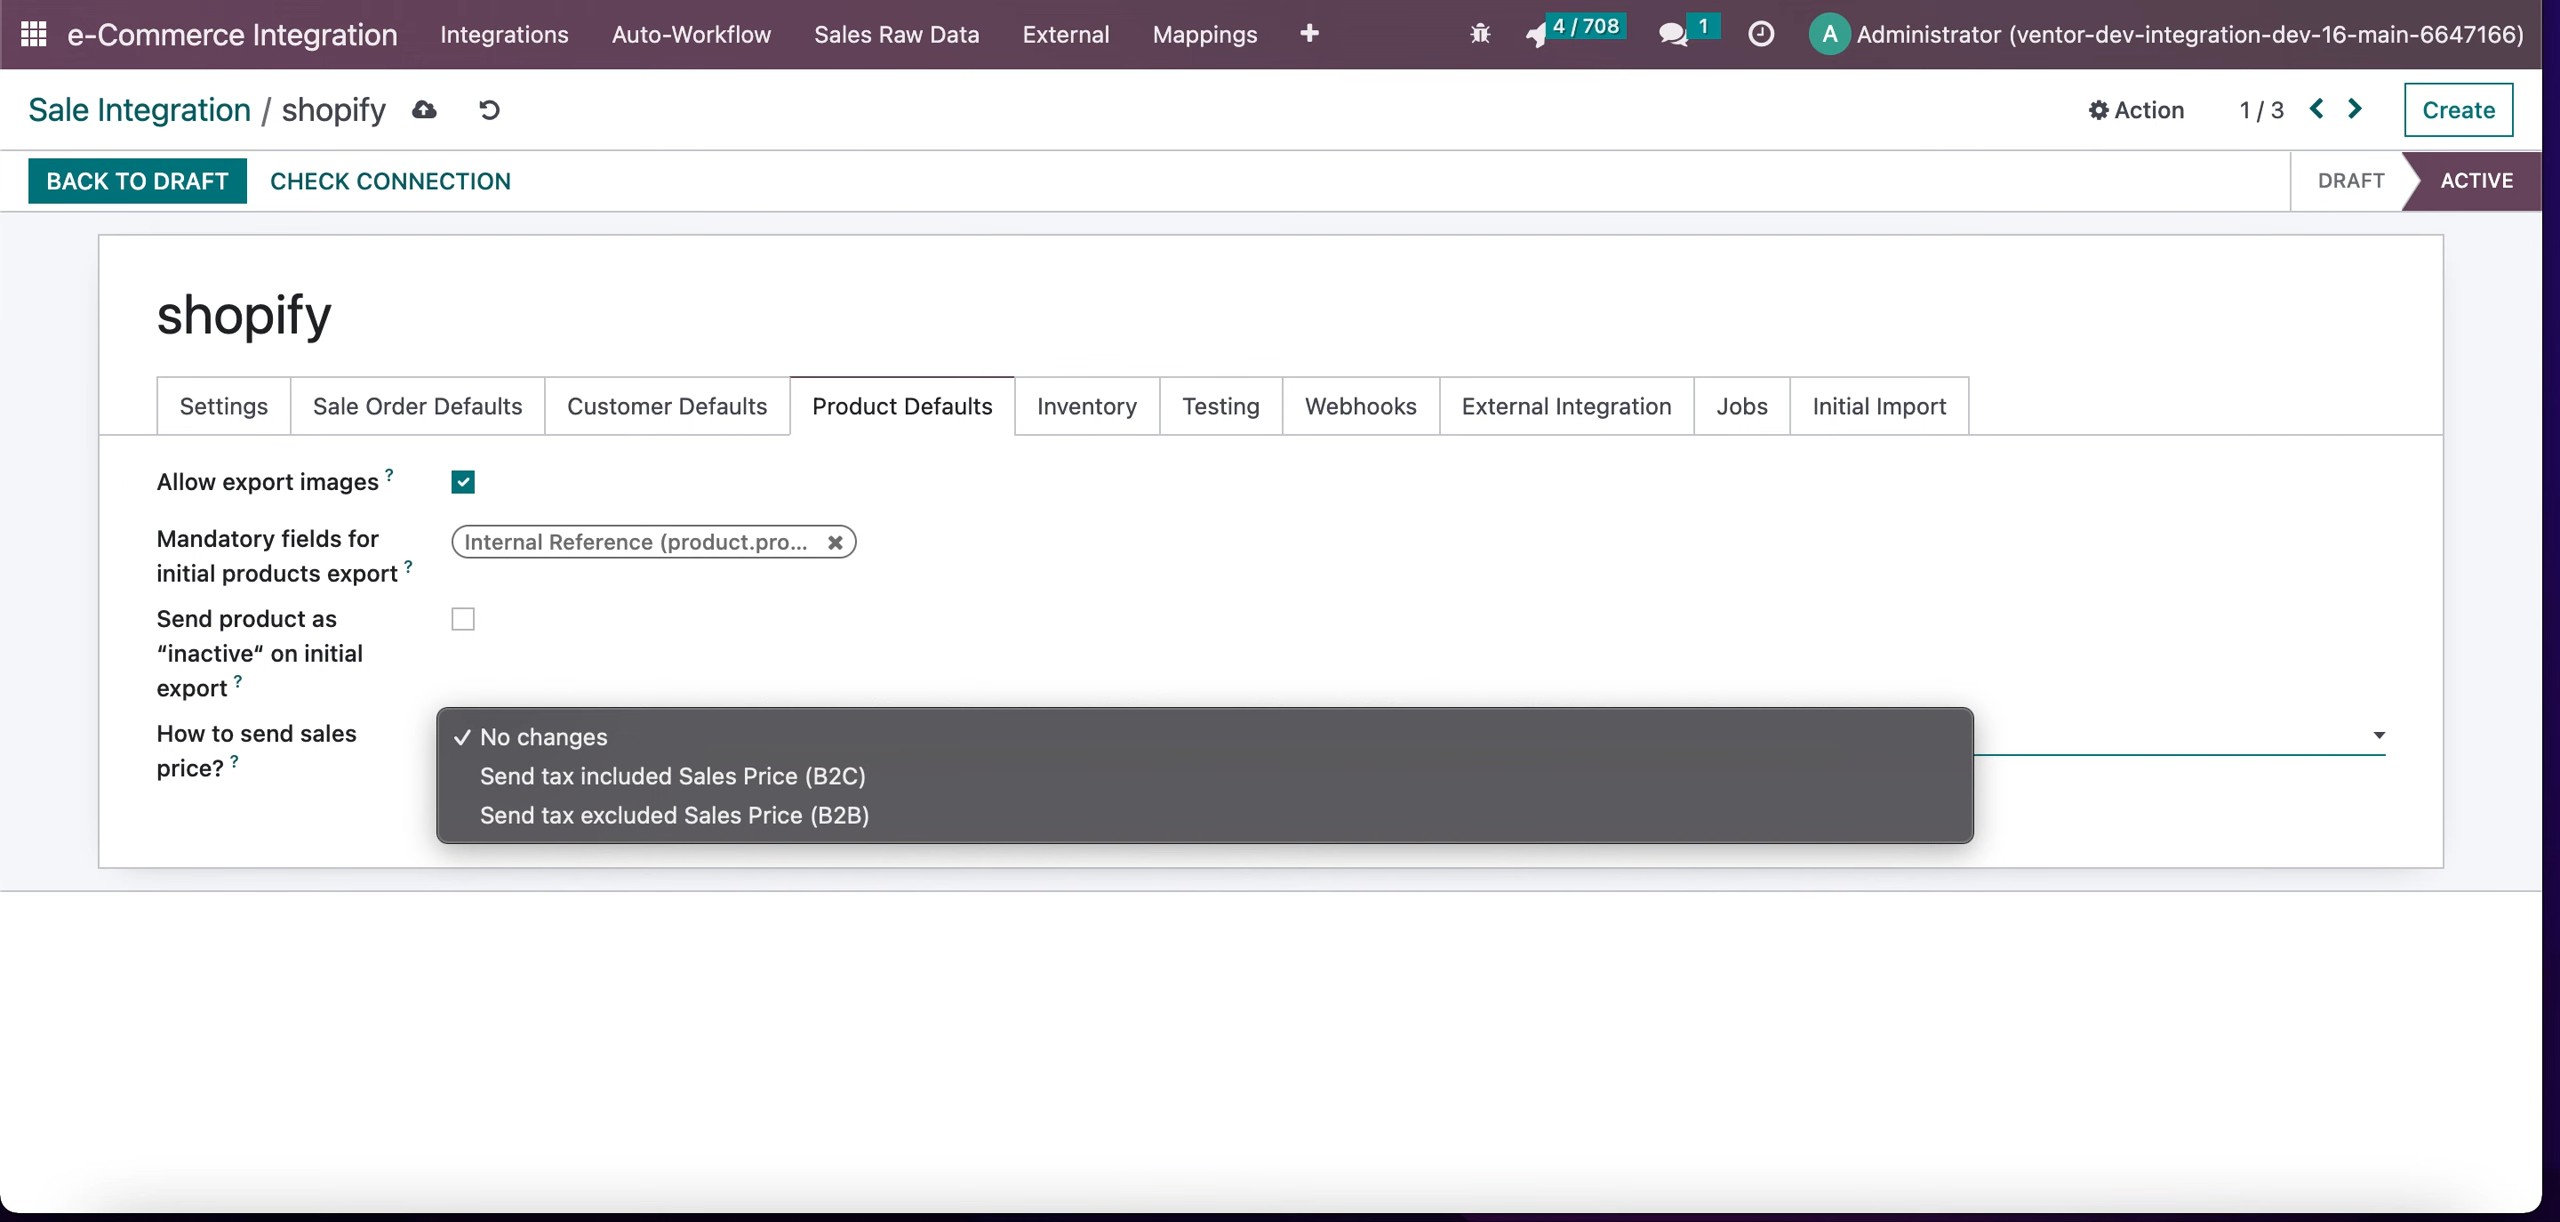 e-Commerce Integration Integrations Auto-Workflow Sales Raw Data External Mappings + 4 / 708 1 A Administrator (ventor-dev-integration-dev-16-main-6647166)
Sale Integration / shopify Action 1 / 3 Create
BACK TO DRAFT CHECK CONNECTION DRAFT ACTIVE
shopify
Settings Sale Order Defaults Customer Defaults Product Defaults Inventory Testing Webhooks External Integration Jobs Initial Import
Allow export images ?
Mandatory fields for
initial products export ?
Internal Reference (product.pro...
Send product as
“inactive“ on initial
export ?
How to send sales
price? ?
✓ No changes
Send tax included Sales Price (B2C)
Send tax excluded Sales Price (B2B)